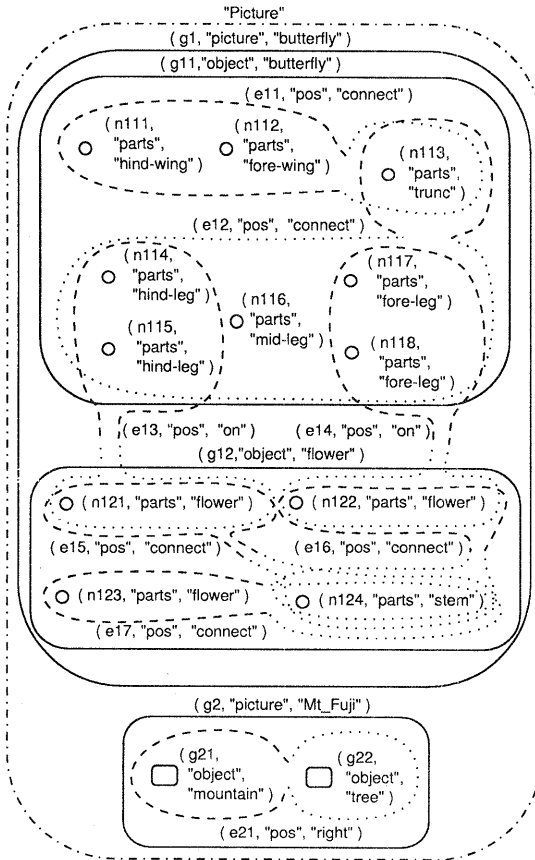 "Picture"
( g1, "picture", "butterfly" )
( g11,"object", "butterfly" )
( e11, "pos", "connect" )
( n111,
"parts",
"hind-wing" )
( n112,
"parts",
"fore-wing" )
( n113,
"parts",
"trunc" )
( e12, "pos", "connect" )
( n114,
"parts",
"hind-leg" )
( n117,
"parts",
"fore-leg" )
( n115,
"parts",
"hind-leg" )
( n116,
"parts",
"mid-leg" )
( n118,
"parts",
"fore-leg" )
( e13, "pos", "on" )
( e14, "pos", "on" )
( g12,"object", "flower" )
( n121, "parts", "flower" )
( n122, "parts", "flower" )
( e15, "pos", "connect" )
( e16, "pos", "connect" )
( n123, "parts", "flower" )
( n124, "parts", "stem" )
( e17, "pos", "connect" )
( g2, "picture", "Mt_Fuji" )
( g21,
"object",
"mountain" )
( g22,
"object",
"tree" )
( e21, "pos", "right" )